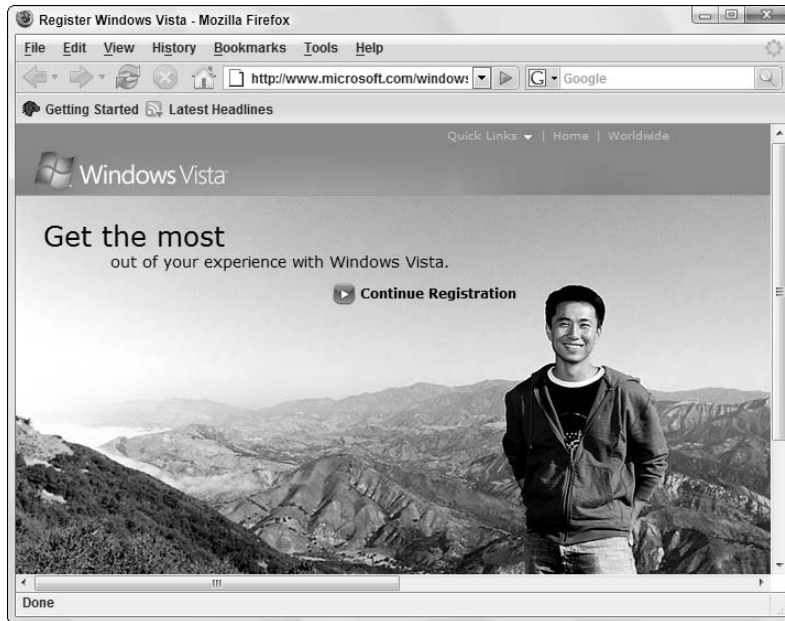 Register Windows Vista - Mozilla Firefox
File Edit View History Bookmarks Tools Help
http://www.microsoft.com/windows G Google
Getting Started Latest Headlines
Quick Links | Home | Worldwide
Windows Vista
Get the most
out of your experience with Windows Vista.
Continue Registration
Done